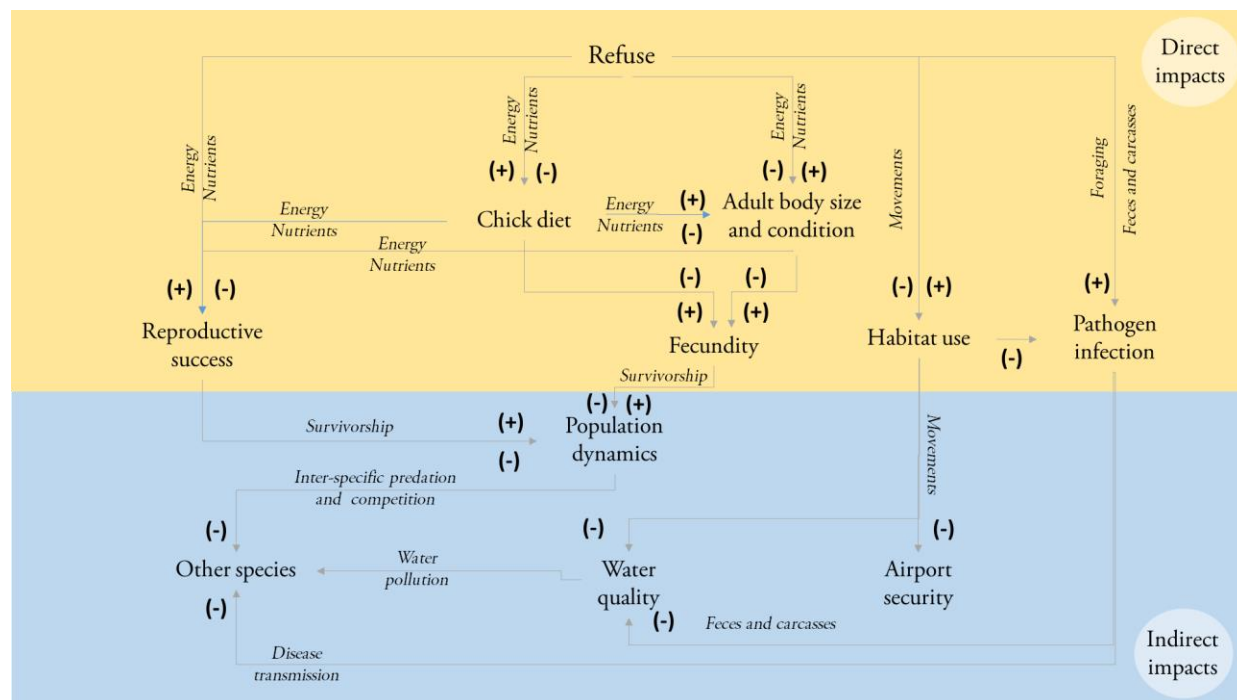 Refuse
Direct
impacts
Energy
Nutrients
Energy
Nutrients
Energy
Nutrients
Movements
Foraging
Feces and carcasses
(+) (-)
(-) (+)
Chick diet
Energy
Nutrients
(+)
(-)
Adult body size
and condition
Energy
Nutrients
Energy
Nutrients
(+) (-)
(-)
(+)
(-)
(+)
(-) (+)
(+)
Reproductive
success
Fecundity
Habitat use
(-)
Pathogen
infection
Survivorship
(-) (+)
Survivorship
(+)
(-)
Population
dynamics
Movements
Inter-specific predation
and competition
(-)
(-)
(-)
Other species
Water
pollution
Water
quality
Airport
security
(-)
(-)
Feces and carcasses
Disease
transmission
Indirect
impacts